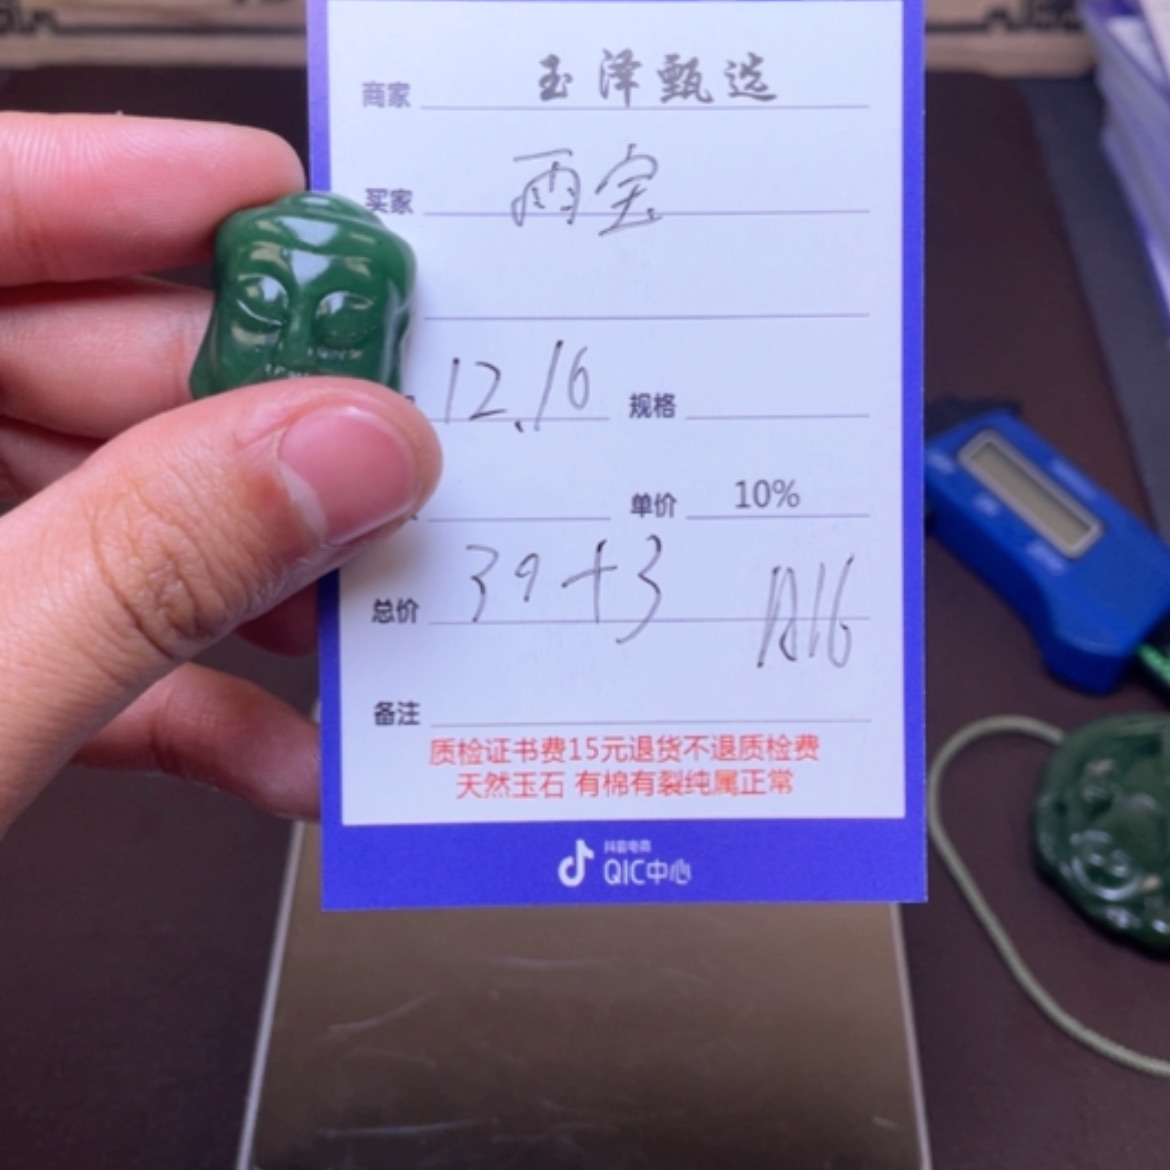 商家 玉泽甄选
买家 雨宝
12.16 规格
单价 10%
总价 39+3 A16
备注
质检证书费15元退货不退质检费
天然玉石 有棉有裂纯属正常
抖音电商
QIC中心